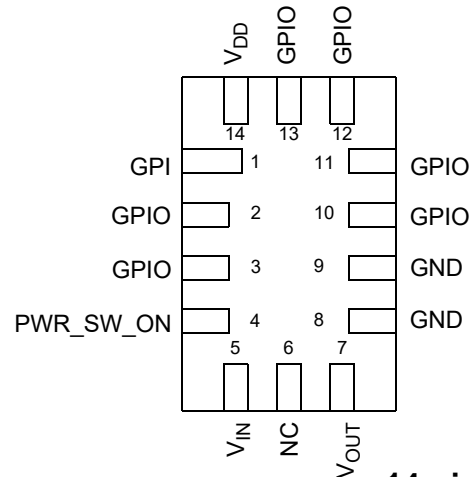 VDD GPIO GPIO
14 13 12
GPI 1 11 GPIO
GPIO 2 10 GPIO
GPIO 3 9 GND
PWR_SW_ON 4 8 GND
5 6 7
VIN NC VOUT